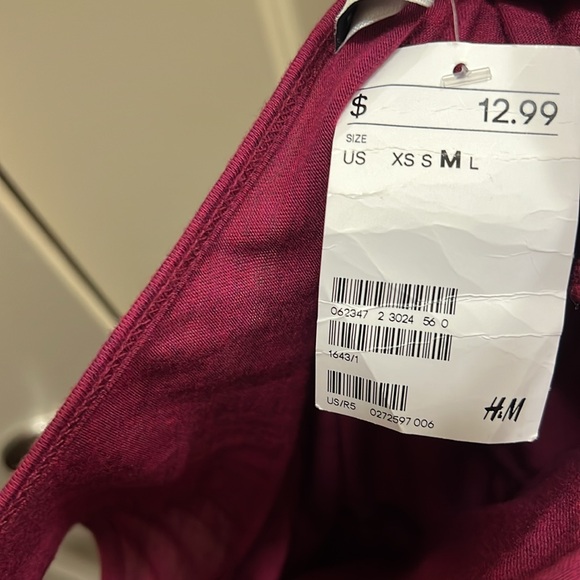 $ 12.99
SIZE
US XS S M L
062347 2 3024 56 0
1643/1
US/R5 0272597 006
H&M